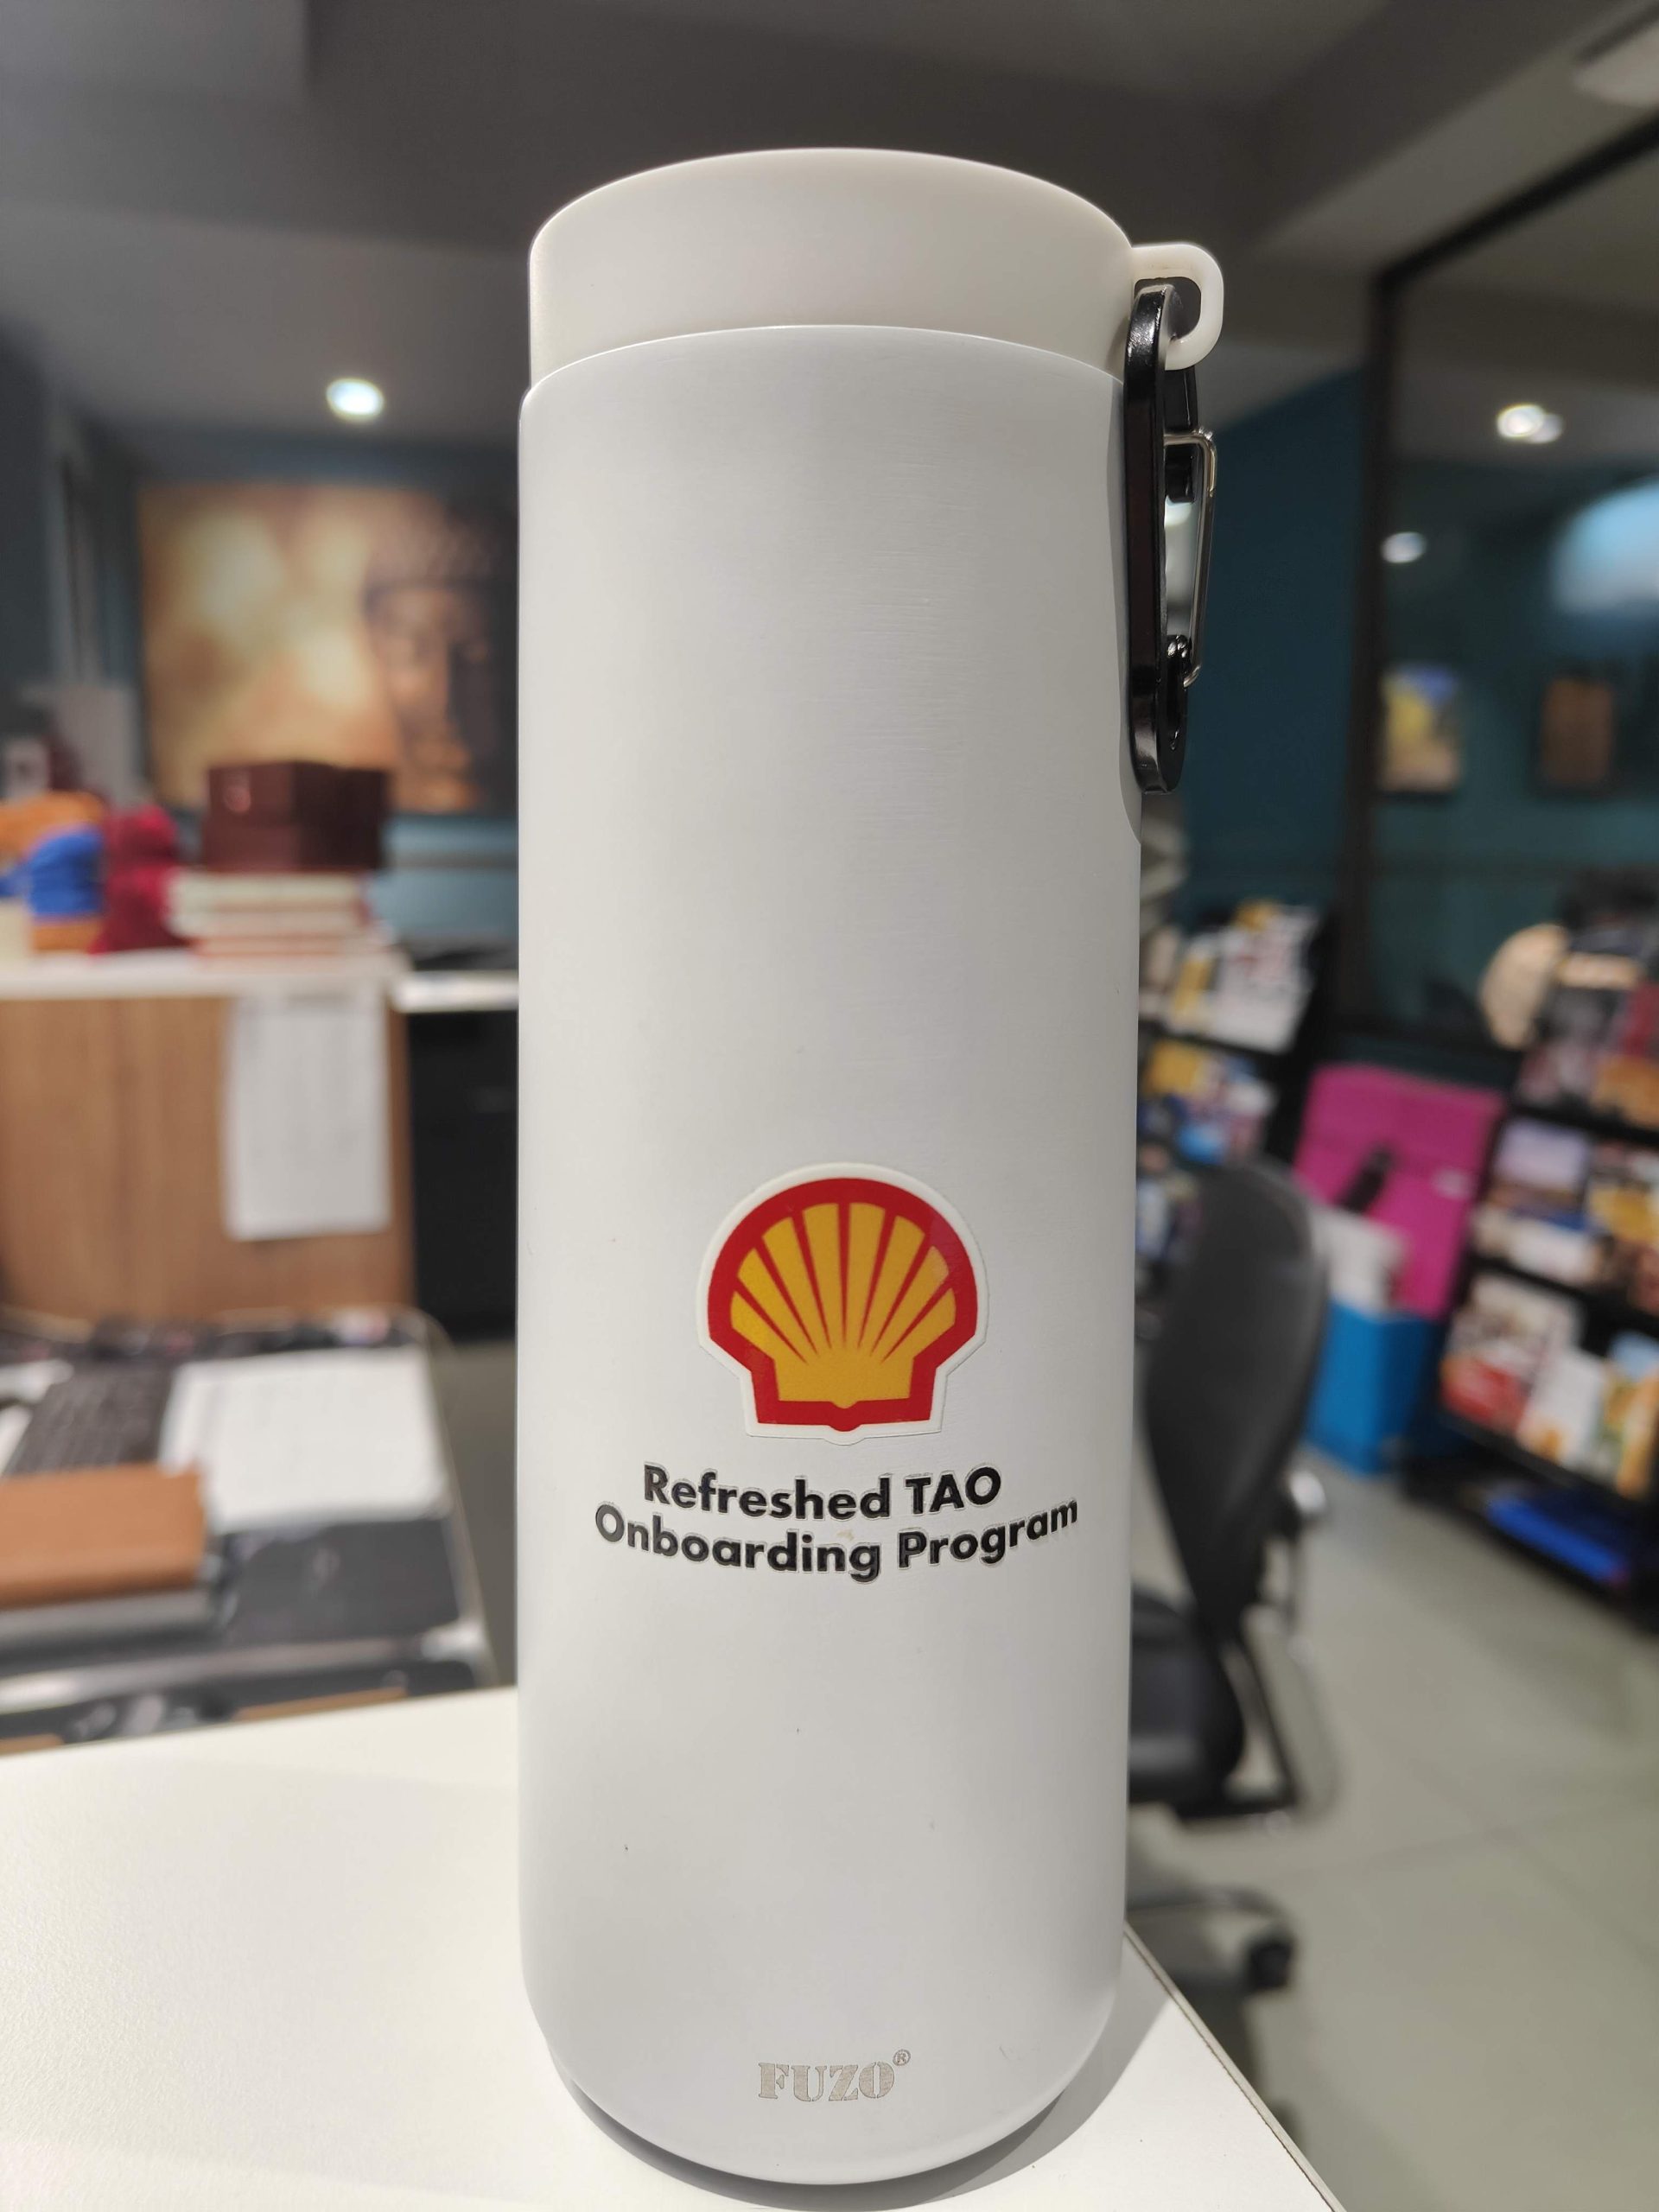 Refreshed TAO
Onboarding Program
FUZO®